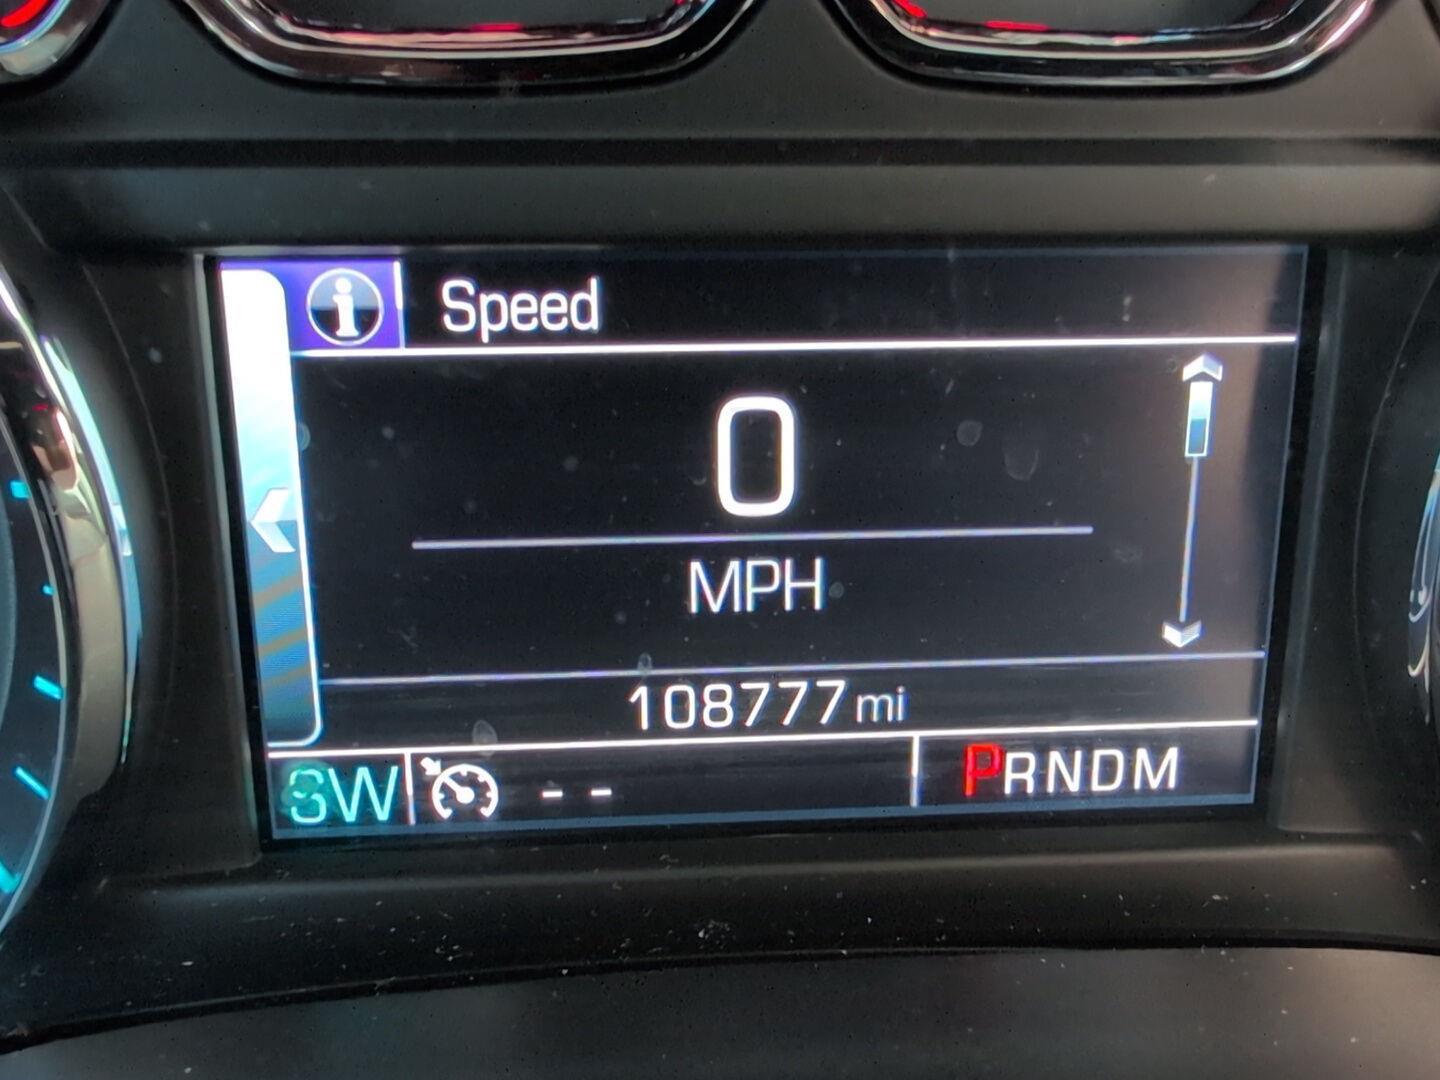 i Speed
0
MPH
108777 mi
SW -- PRNDM